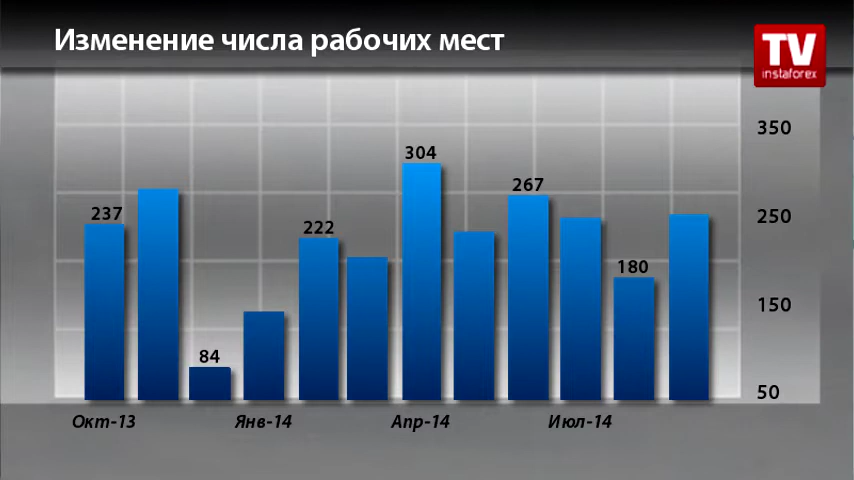 Изменение числа рабочих мест
TV
instaforex
350
304
267
237
222
250
180
150
84
50
Окт-13 Янв-14 Апр-14 Июл-14